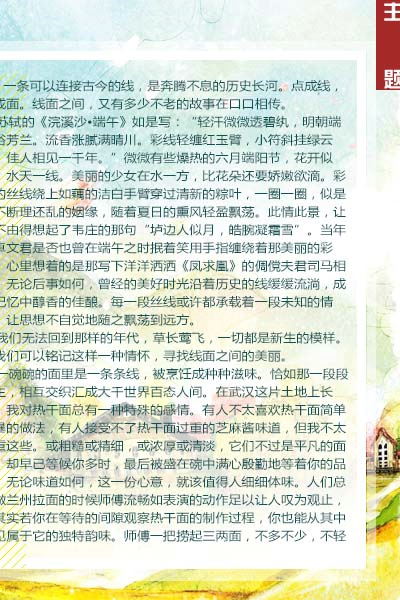 主
题
一条可以连接古今的线，是奔腾不息的历史长河。点成线，
成面。线面之间，又有多少不老的故事在口口相传。
苏轼的《浣溪沙•端午》如是写：“轻汗微微透碧纨，明朝端
浴芳兰。流香涨腻满晴川。彩线轻缠红玉臂，小符斜挂绿云
佳人相见一千年。”微微有些燥热的六月端阳节，花开似
水天一线。美丽的少女在水一方，比花朵还要娇嫩欲滴。彩
的丝线绕上如藕的洁白手臂穿过清新的粽叶，一圈一圈，似是
不断理还乱的姻缘，随着夏日的熏风轻盈飘荡。此情此景，让
不由得想起了韦庄的那句“垆边人似月，皓腕凝霜雪”。当年
卓文君是否也曾在端午之时抿着笑用手指缠绕着那美丽的彩
，心里想着的是那写下洋洋洒洒《凤求凰》的倜傥夫君司马相
无论后事如何，曾经的美好时光沿着历史的线缓缓流淌，成
记忆中醇香的佳酿。每一段丝线或许都承载着一段未知的情
，让思想不自觉地随之飘荡到远方。
我们无法回到那样的年代，草长莺飞，一切都是新生的模样。
我们可以铭记这样一种情怀，寻找线面之间的美丽。
一碗碗的面里是一条条线，被烹饪成种种滋味。恰如那一段段
生，相互交织汇成大千世界百态人间。在武汉这片土地上长
，我对热干面总有一种特殊的感情。有人不太喜欢热干面简单
暴的做法，有人接受不了热干面过重的芝麻酱味道，但我不太
重这些。或粗糙或精细，或浓厚或清淡，它们不过是平凡的面
，却早已等候你多时，最后被盛在碗中满心殷勤地等着你的品
无论味道如何，这一份心意，就该值得人细细体味。人们总
做兰州拉面的时候师傅流畅如表演的动作足以让人叹为观止，
其实若你在等待的间隙观察热干面的制作过程，你也能从其中
见属于它的独特韵味。师傅一把捞起三两面，不多不少，不轻